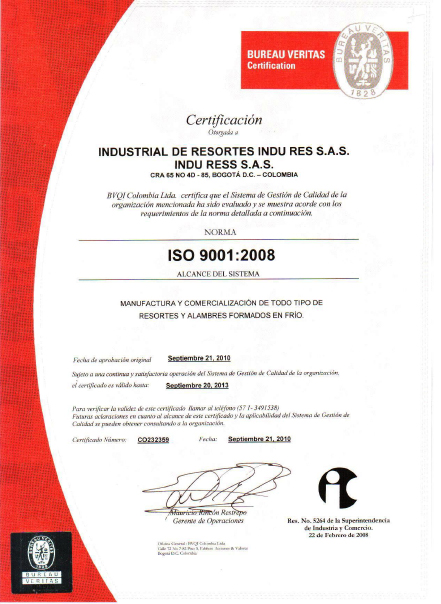 BUREAU VERITAS
Certification
BUREAU VERITAS
1828
Certificación
Otorgada a
INDUSTRIAL DE RESORTES INDU RES S.A.S.
INDU RESS S.A.S.
CRA 65 NO 4D - 85, BOGOTÁ D.C. – COLOMBIA
BVQI Colombia Ltda. certifica que el Sistema de Gestión de Calidad de la
organización mencionada ha sido evaluado y se muestra acorde con los
requerimientos de la norma detallada a continuación.
NORMA
ISO 9001:2008
ALCANCE DEL SISTEMA
MANUFACTURA Y COMERCIALIZACIÓN DE TODO TIPO DE
RESORTES Y ALAMBRES FORMADOS EN FRÍO.
Fecha de aprobación original Septiembre 21, 2010
Sujeto a una continua y satisfactoria operación del Sistema de Gestión de Calidad de la organización,
el certificado es válido hasta: Septiembre 20, 2013
Para verificar la validez de este certificado llamar al teléfono (57 1- 3491538)
Futuras aclaraciones en cuanto al alcance de este certificado y la aplicabilidad del Sistema de Gestión de
Calidad se pueden obtener consultando a la organización.
Certificado Número: CO232359 Fecha: Septiembre 21, 2010
Mauricio Rincón Restrepo
Gerente de Operaciones
Res. No. 5264 de la Superintendencia
de Industria y Comercio.
22 de Febrero de 2008
Oficina General: BVQI Colombia Ltda
Calle 72 No 7-82 Piso 3,
Bogotá D.C. Colombia
BUREAU
VERITAS